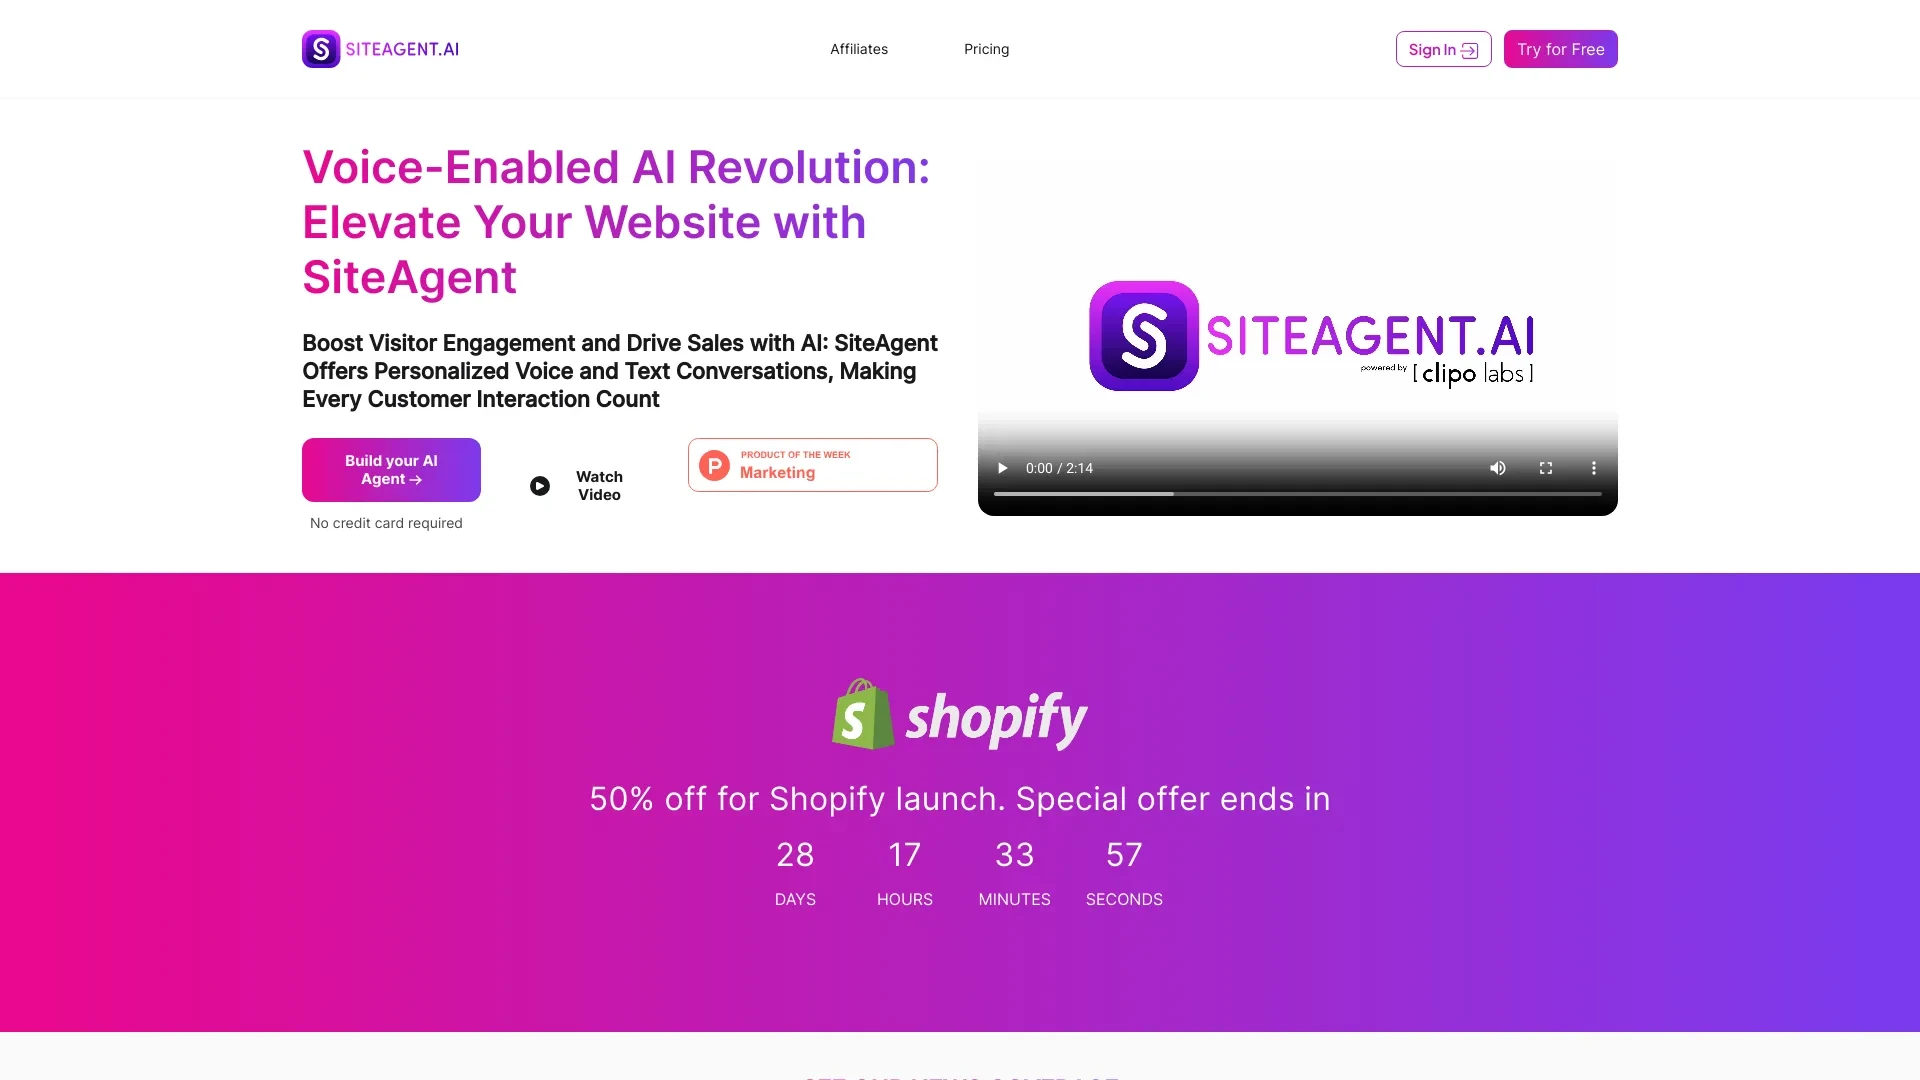 SITEAGENT.AI
Affiliates
Pricing
Sign In
Try for Free
Voice-Enabled AI Revolution:
Elevate Your Website with
SiteAgent
Boost Visitor Engagement and Drive Sales with AI: SiteAgent
Offers Personalized Voice and Text Conversations, Making
Every Customer Interaction Count
Build your AI
Agent →
No credit card required
Watch
Video
PRODUCT OF THE WEEK
Marketing
SITEAGENT.AI
powered by [clipo labs]
0:00 / 2:14
shopify
50% off for Shopify launch. Special offer ends in
28 17 33 57
DAYS HOURS MINUTES SECONDS
SEE OUR NEWS COVERAGE